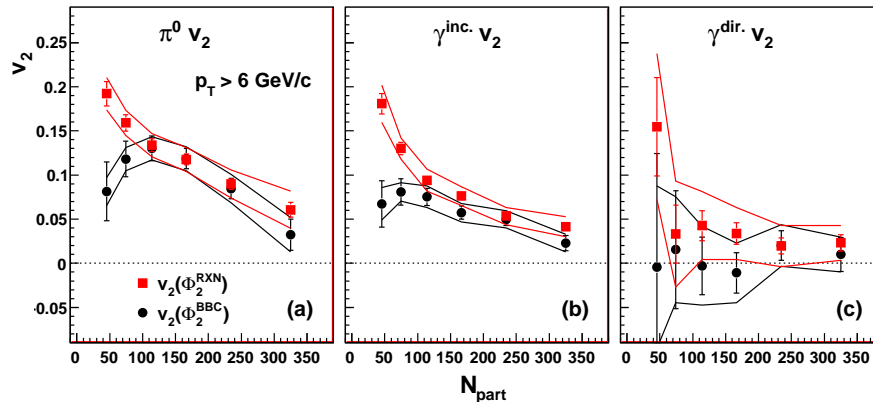 π⁰ v₂
γ^inc. v₂
γ^dir. v₂
p_T > 6 GeV/c
v₂
0.25
0.2
0.15
0.1
0.05
0
0.05
v₂(Φ₂^RXN)
v₂(Φ₂^BBC)
(a)
(b)
(c)
0 50 100 150 200 250 300 350
0 50 100 150 200 250 300 350
0 50 100 150 200 250 300 350
N_part